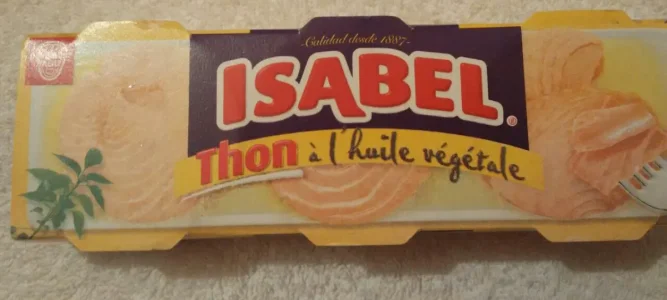 -Calidad desde 1887-
ISABEL
®
Thon à l'huile végétale